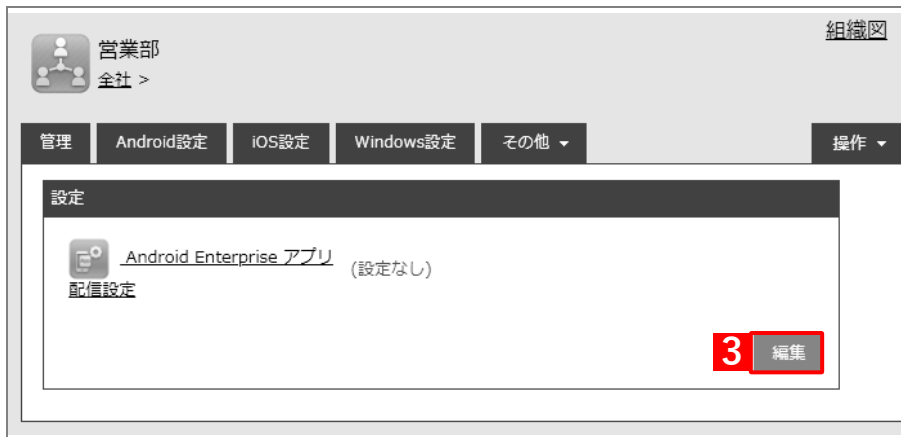 組織図
営業部
全社 >
管理 Android設定 iOS設定 Windows設定 その他 ▼ 操作 ▼
設定
Android Enterprise アプリ
配信設定
(設定なし)
3 編集